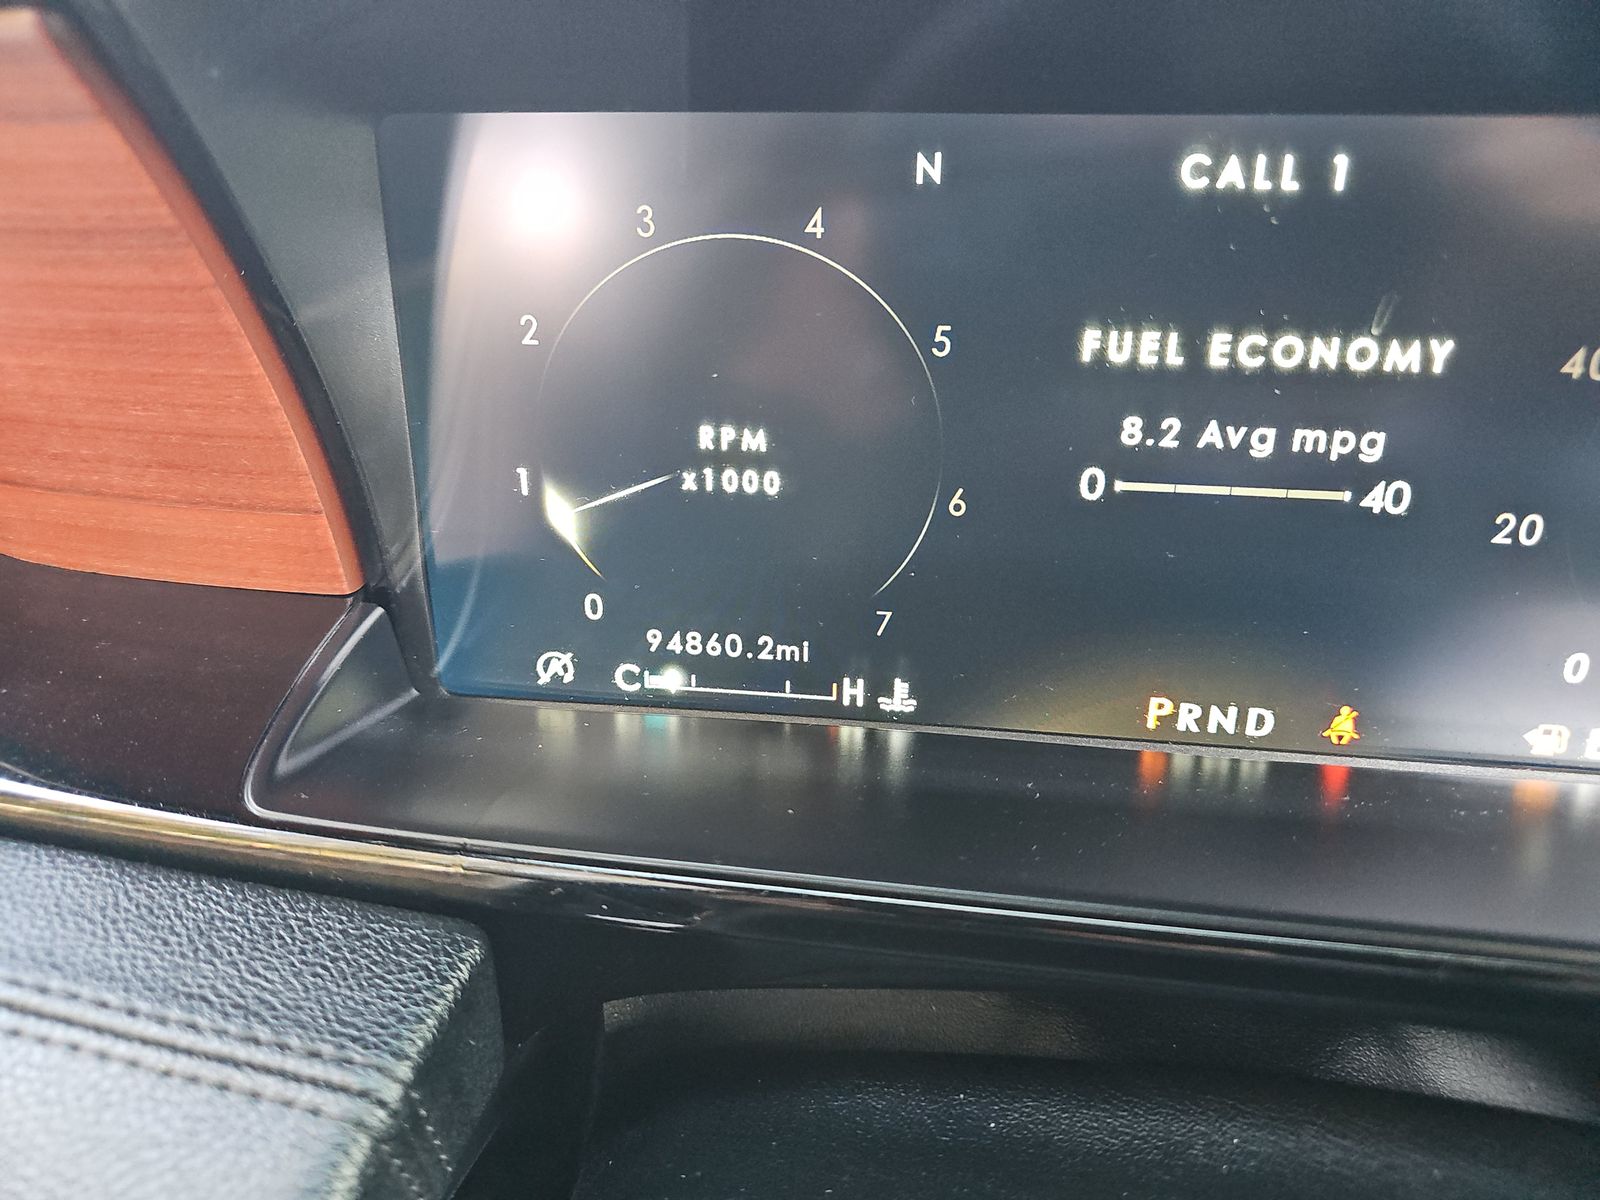 N
CALL 1
3
4
2
5
FUEL ECONOMY
40
8.2 Avg mpg
RPM
x1000
1
0 40
6
20
0
7
94860.2mi
C H
0
PRND